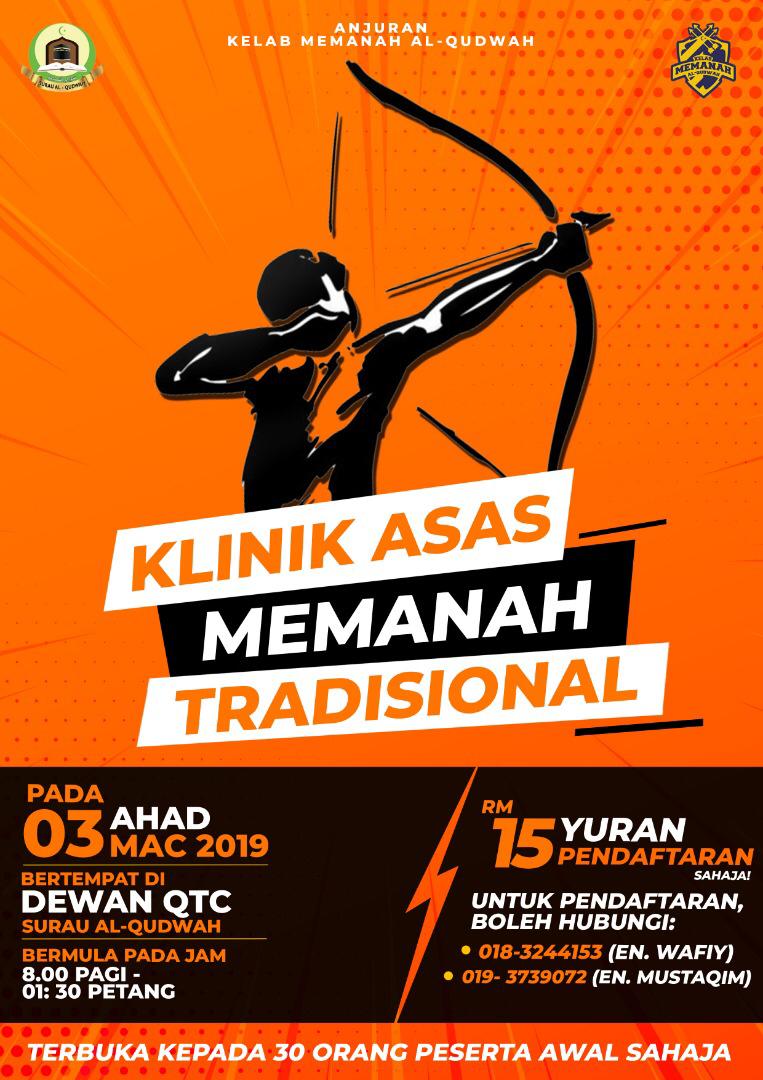 ANJURAN
KELAB MEMANAH AL-QUDWAH
SURAU AL - QUDWAH
KELAB
MEMANAH
AL-QUDWAH
KLINIK ASAS
MEMANAH
TRADISIONAL
PADA
03 AHAD
MAC 2019
BERTEMPAT DI
DEWAN QTC
SURAU AL-QUDWAH
BERMULA PADA JAM
8.00 PAGI -
01: 30 PETANG
RM
15 YURAN
PENDAFTARAN
SAHAJA!
UNTUK PENDAFTARAN,
BOLEH HUBUNGI:
018-3244153 (EN. WAFIY)
019- 3739072 (EN. MUSTAQIM)
TERBUKA KEPADA 30 ORANG PESERTA AWAL SAHAJA